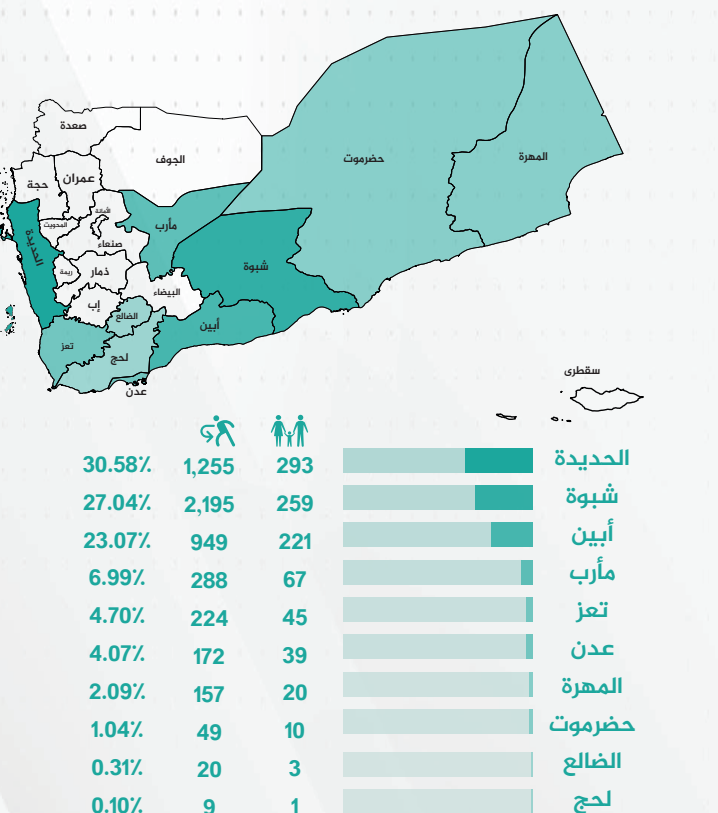 صعدة
الجوف
حضرموت
المهرة
حجة
عمران
المحويت
صنعاء
مأرب
الحديدة
ريمة
ذمار
شبوة
البيضاء
إب
الضالع
أبين
تعز
لحج
عدن
سقطرى
الحديدة 293 1,255 30.58٪
شبوة 259 2,195 27.04٪
أبين 221 949 23.07٪
مأرب 67 288 6.99٪
تعز 45 224 4.70٪
عدن 39 172 4.07٪
المهرة 20 157 2.09٪
حضرموت 10 49 1.04٪
الضالع 3 20 0.31٪
لحج 1 9 0.10٪